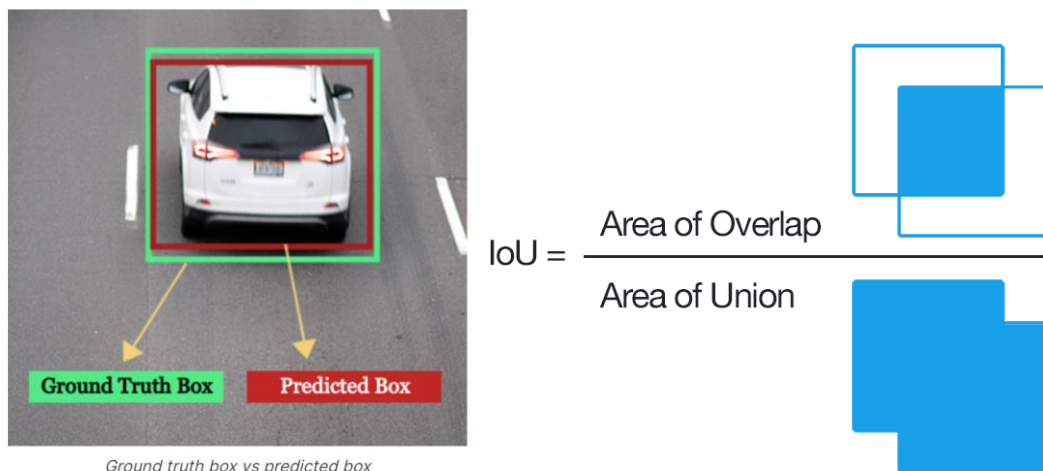 Ground Truth Box
Predicted Box
Ground truth box vs predicted box
IoU =
Area of Overlap
Area of Union